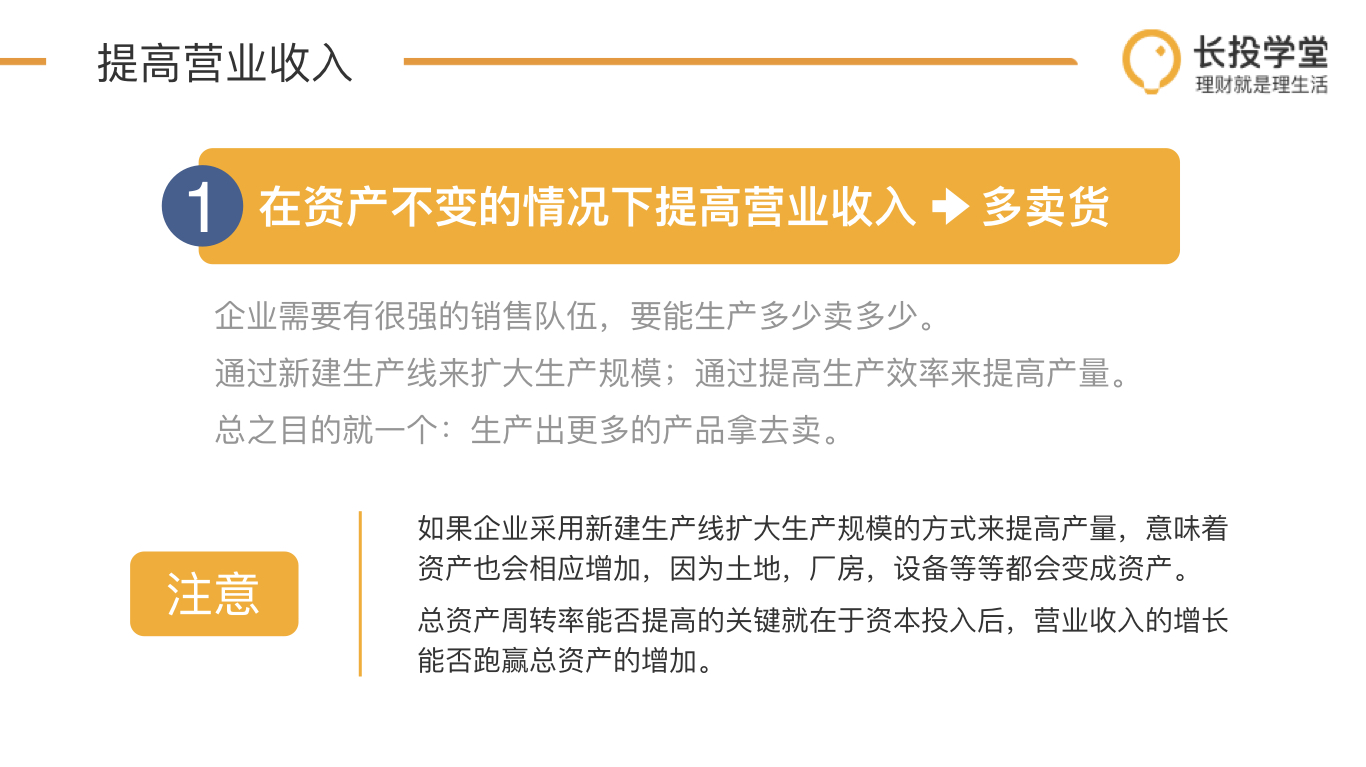 提高营业收入
长投学堂
理财就是理生活
1
在资产不变的情况下提高营业收入 ➡ 多卖货
企业需要有很强的销售队伍，要能生产多少卖多少。
通过新建生产线来扩大生产规模；通过提高生产效率来提高产量。
总之目的就一个：生产出更多的产品拿去卖。
注意
如果企业采用新建生产线扩大生产规模的方式来提高产量，意味着
资产也会相应增加，因为土地，厂房，设备等等都会变成资产。
总资产周转率能否提高的关键就在于资本投入后，营业收入的增长
能否跑赢总资产的增加。